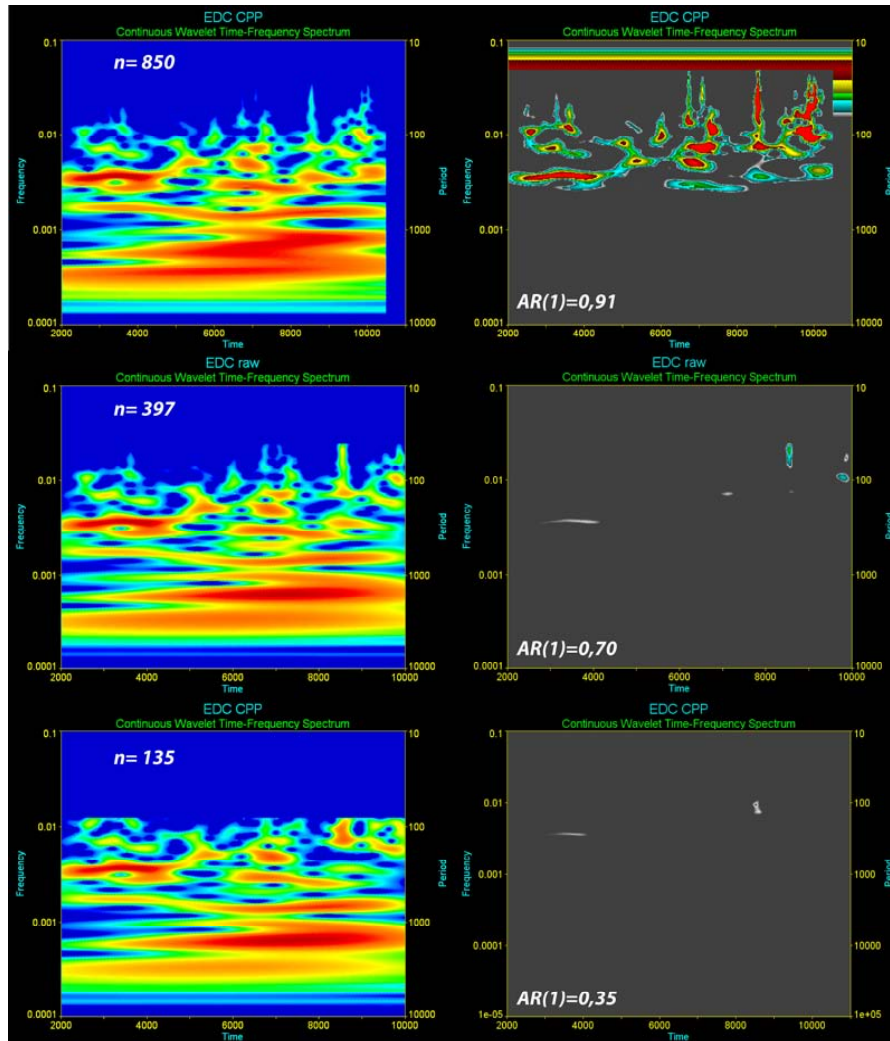 EDC CPP
Continuous Wavelet Time-Frequency Spectrum
0.1
n= 850
10
0.01
100
Frequency
Period
0.001
1000
0.0001
10000
2000 4000 6000 8000 10000
Time
EDC CPP
Continuous Wavelet Time-Frequency Spectrum
0.1
10
0.01
100
Frequency
Period
0.001
1000
AR(1)=0,91
0.0001
10000
2000 4000 6000 8000 10000
Time
EDC raw
Continuous Wavelet Time-Frequency Spectrum
0.1
n= 397
10
0.01
100
Frequency
Period
0.001
1000
0.0001
10000
2000 4000 6000 8000 10000
Time
EDC raw
Continuous Wavelet Time-Frequency Spectrum
0.1
10
0.01
100
Frequency
Period
0.001
1000
AR(1)=0,70
0.0001
10000
2000 4000 6000 8000 10000
Time
EDC CPP
Continuous Wavelet Time-Frequency Spectrum
0.1
n= 135
10
0.01
100
Frequency
Period
0.001
1000
0.0001
10000
2000 4000 6000 8000 10000
Time
EDC CPP
Continuous Wavelet Time-Frequency Spectrum
0.1
10
0.01
100
Frequency
Period
0.001
1000
0.0001
10000
AR(1)=0,35
1e-05
1e+05
2000 4000 6000 8000 10000
Time